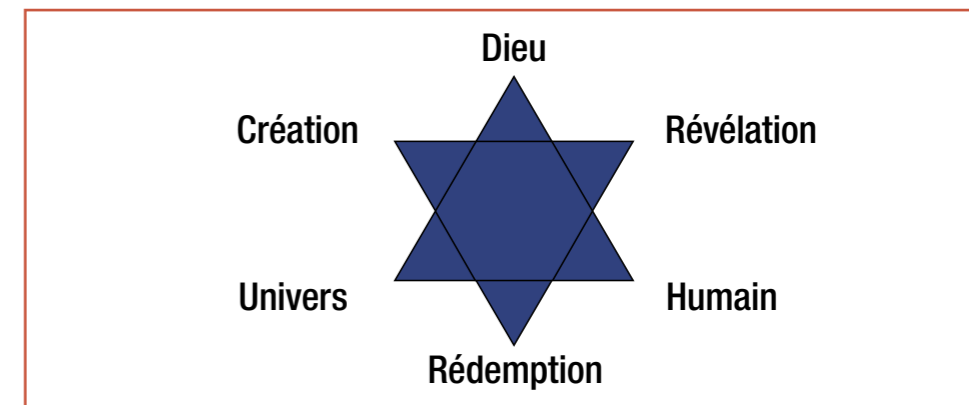 Dieu
Création
Révélation
Univers
Humain
Rédemption